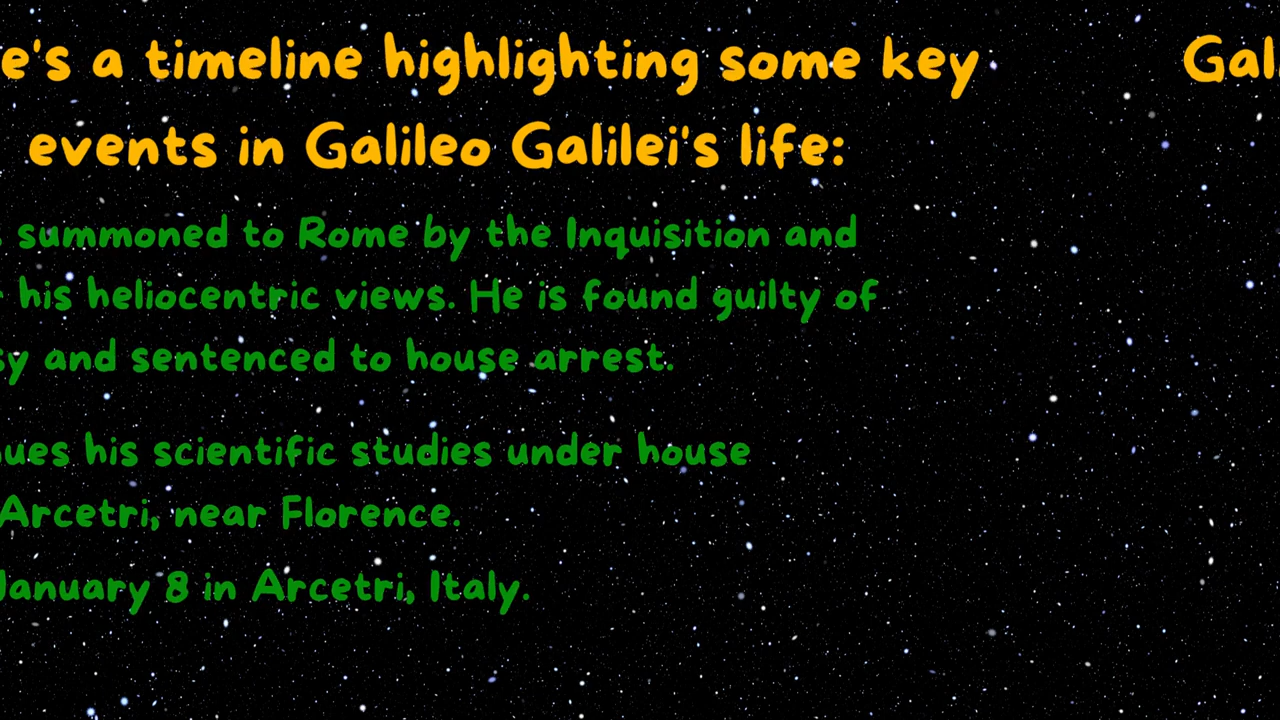 e's a timeline highlighting some key
events in Galileo Galilei's life:
summoned to Rome by the Inquisition and
his heliocentric views. He is found guilty of
sy and sentenced to house arrest.
ues his scientific studies under house
Arcetri, near Florence.
January 8 in Arcetri, Italy.
Gal